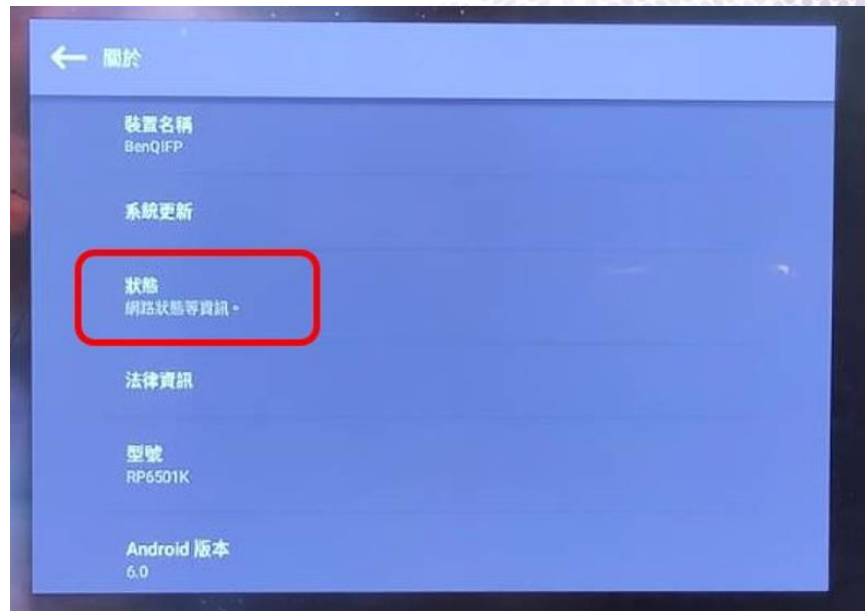 ← 關於
裝置名稱
BenQIFP
系統更新
狀態
網路狀態等資訊。
法律資訊
型號
RP6501K
Android 版本
6.0